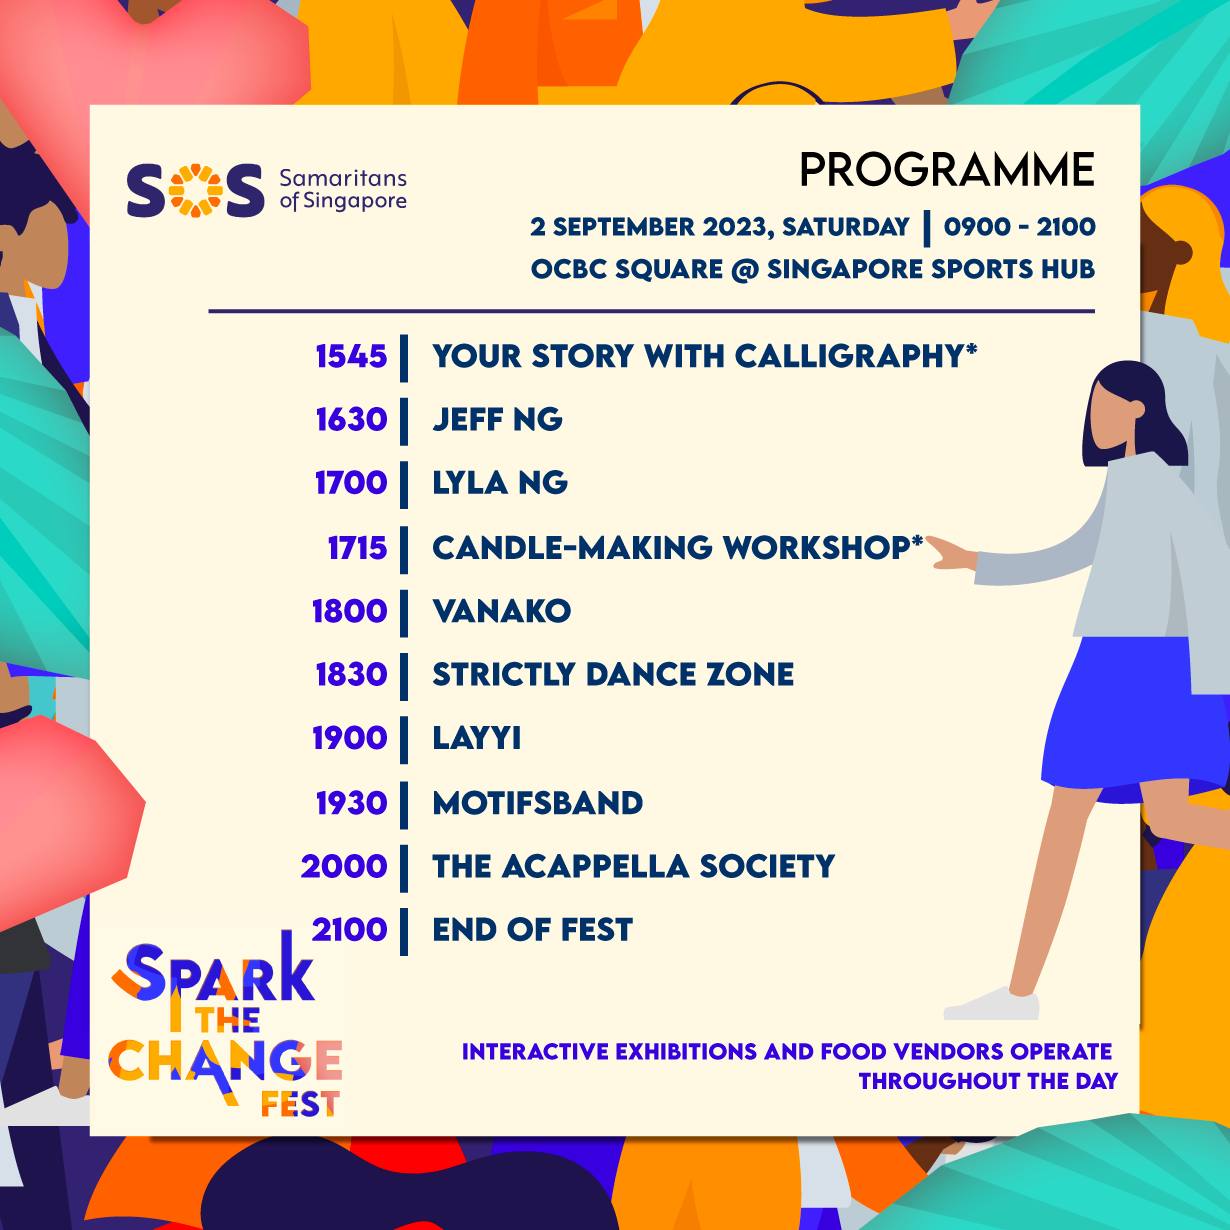 SOS Samaritans
of Singapore
PROGRAMME
2 SEPTEMBER 2023, SATURDAY | 0900 - 2100
OCBC SQUARE @ SINGAPORE SPORTS HUB
1545 | YOUR STORY WITH CALLIGRAPHY*
1630 | JEFF NG
1700 | LYLA NG
1715 | CANDLE-MAKING WORKSHOP*
1800 | VANAKO
1830 | STRICTLY DANCE ZONE
1900 | LAYYI
1930 | MOTIFSBAND
2000 | THE ACAPPELLA SOCIETY
2100 | END OF FEST
SPARK
THE
CHANGE
FEST
INTERACTIVE EXHIBITIONS AND FOOD VENDORS OPERATE
THROUGHOUT THE DAY